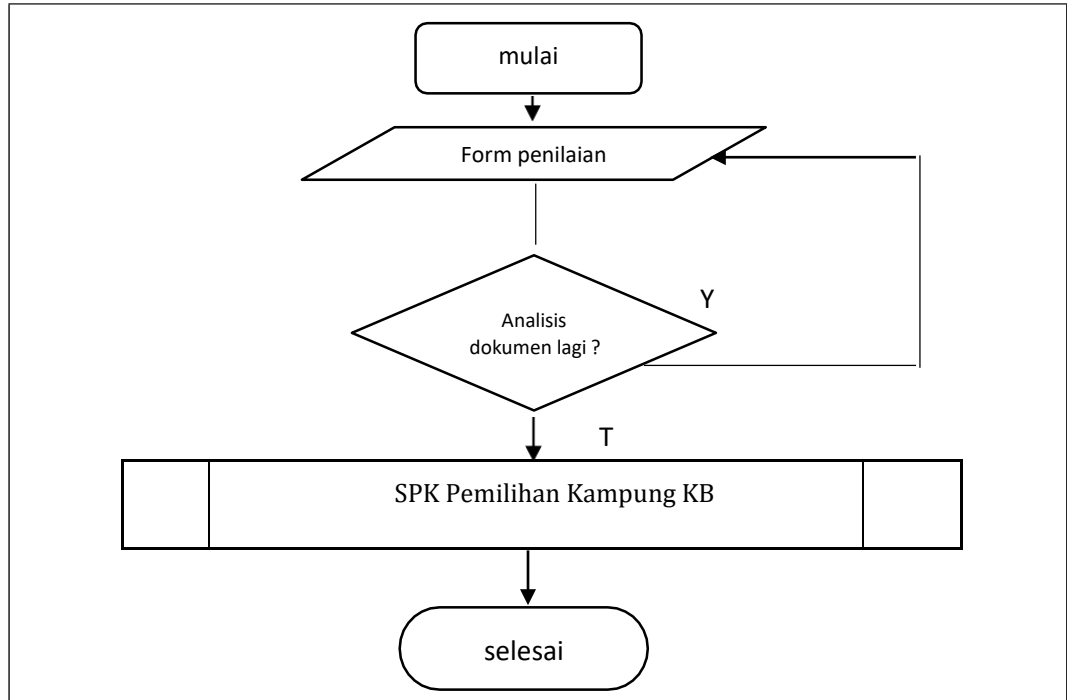 mulai
Form penilaian
Y
Analisis
dokumen lagi ?
T
SPK Pemilihan Kampung KB
selesai